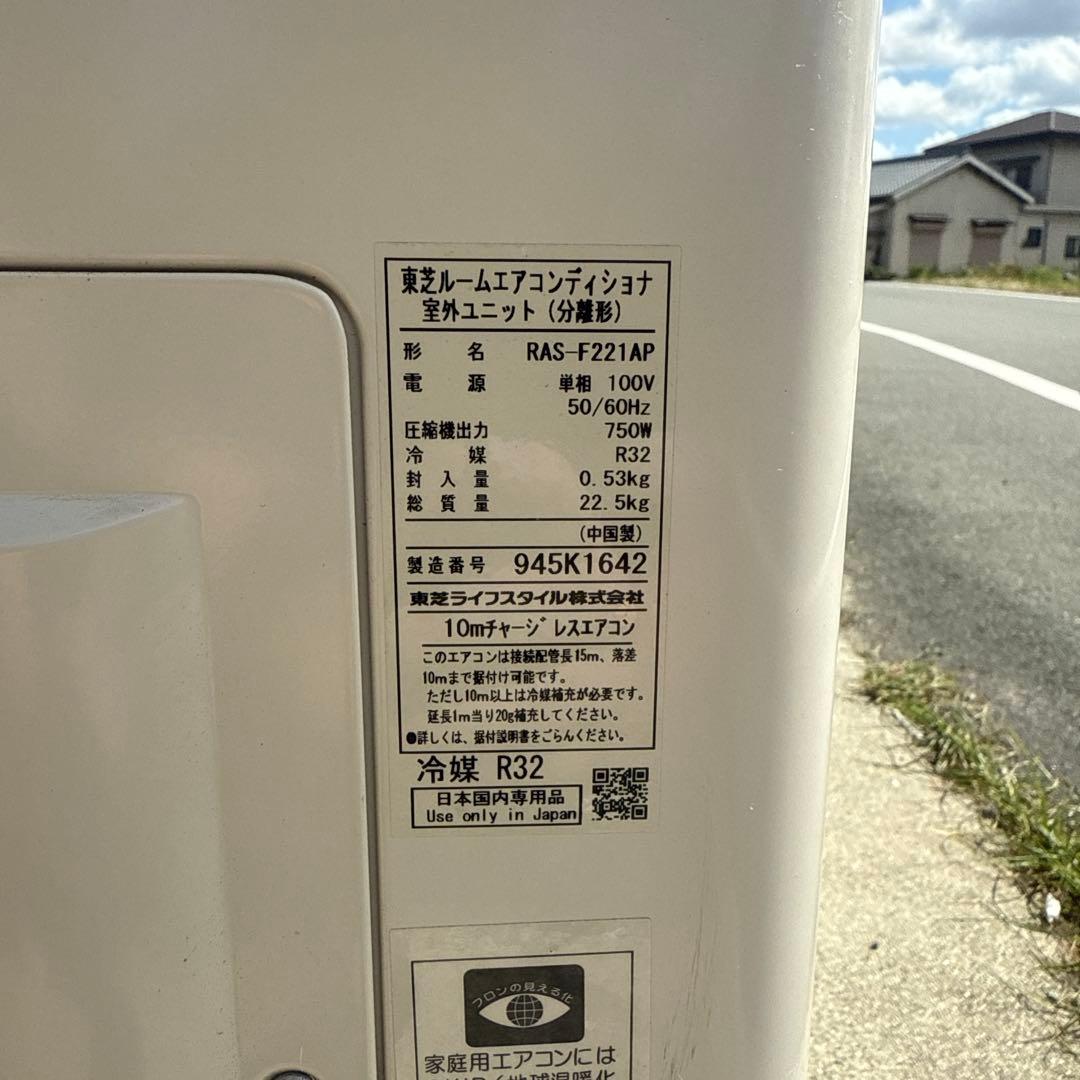 東芝ルームエアコンディショナ
室外ユニット(分離形)
形 名 RAS-F221AP
電 源 単相 100V
50/60Hz
圧縮機出力 750W
冷 媒 R32
封 入 量 0.53kg
総 質 量 22.5kg
(中国製)
製造番号 945K1642
東芝ライフスタイル株式会社
10mチャージレスエアコン
このエアコンは接続配管長15m、落差
10mまで据付け可能です。
ただし10m以上は冷媒補充が必要です。
延長1m当り20g補充してください。
●詳しくは、据付説明書をごらんください。
冷媒 R32
日本国内専用品
Use only in Japan
フロンの見える化
家庭用エアコンには